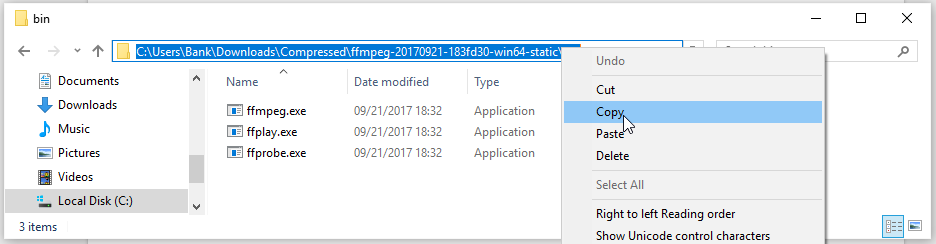 bin
C:\Users\Bank\Downloads\Compressed\ffmpeg-20170921-183fd30-win64-static\
Documents
Downloads
Music
Pictures
Videos
Local Disk (C:)
Name Date modified Type
ffmpeg.exe 09/21/2017 18:32 Application
ffplay.exe 09/21/2017 18:32 Application
ffprobe.exe 09/21/2017 18:32 Application
Undo
Cut
Copy
Paste
Delete
Select All
Right to left Reading order
Show Unicode control characters
3 items